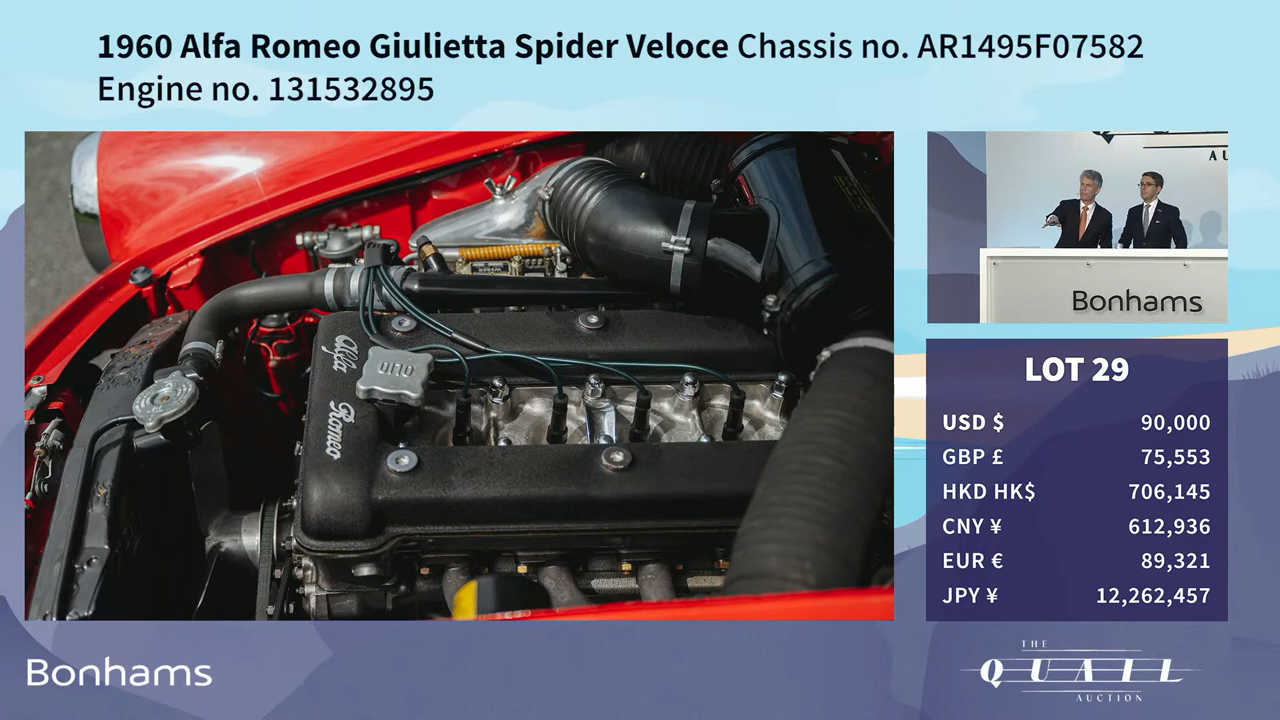 1960 Alfa Romeo Giulietta Spider Veloce Chassis no. AR1495F07582
Engine no. 131532895
Alfa
Romeo
OLIO
WEBER
AU
Bonhams
LOT 29
USD $ 90,000
GBP £ 75,553
HKD HK$ 706,145
CNY ¥ 612,936
EUR € 89,321
JPY ¥ 12,262,457
Bonhams
THE
QUAIL
AUCTION